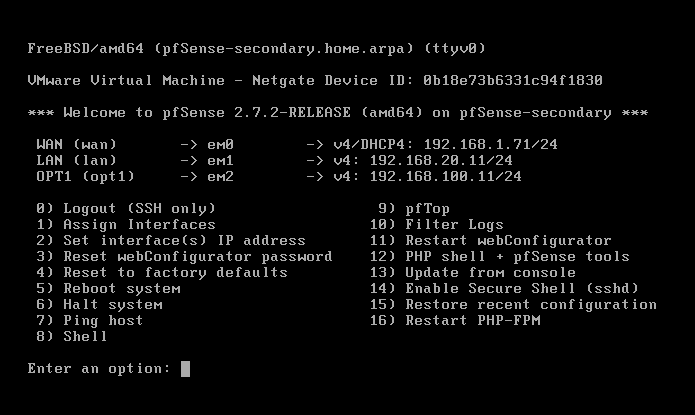 FreeBSD/amd64 (pfSense-secondary.home.arpa) (ttyv0)
VMware Virtual Machine - Netgate Device ID: 0b18e73b6331c94f1830
*** Welcome to pfSense 2.7.2-RELEASE (amd64) on pfSense-secondary ***
WAN (wan) -> em0 -> v4/DHCP4: 192.168.1.71/24
LAN (lan) -> em1 -> v4: 192.168.20.11/24
OPT1 (opt1) -> em2 -> v4: 192.168.100.11/24
0) Logout (SSH only) 9) pfTop
1) Assign Interfaces 10) Filter Logs
2) Set interface(s) IP address 11) Restart webConfigurator
3) Reset webConfigurator password 12) PHP shell + pfSense tools
4) Reset to factory defaults 13) Update from console
5) Reboot system 14) Enable Secure Shell (sshd)
6) Halt system 15) Restore recent configuration
7) Ping host 16) Restart PHP-FPM
8) Shell
Enter an option: